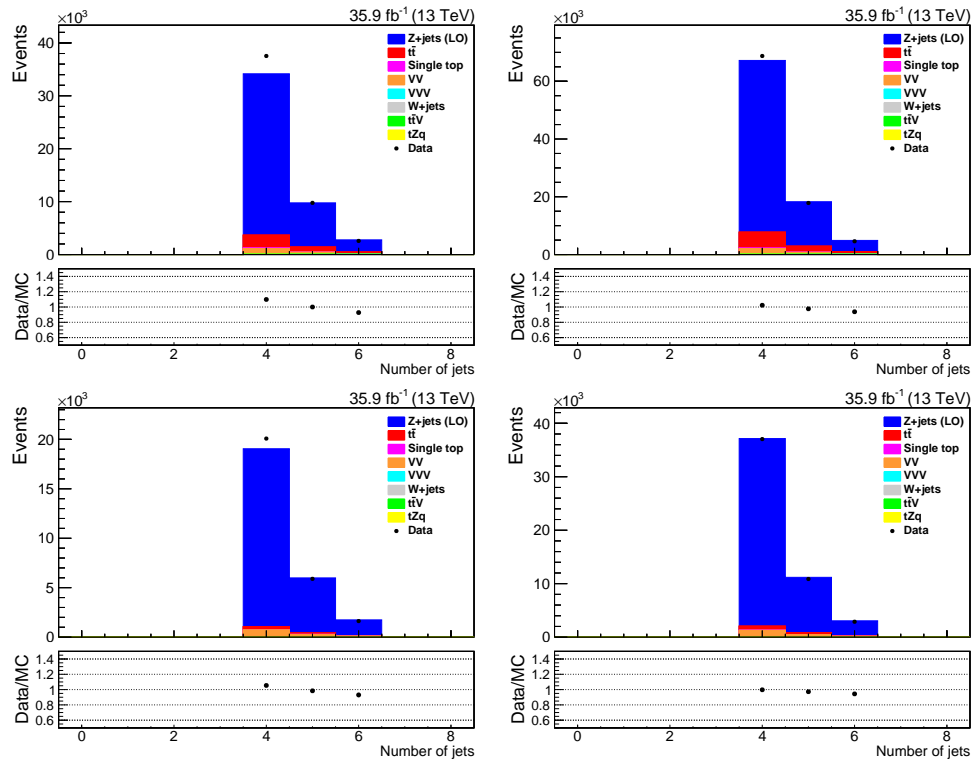 ×10³ 35.9 fb⁻¹ (13 TeV)
Events
40
30
20
10
0
Z+jets (LO)
tt̄
Single top
VV
VVV
W+jets
tt̄V
tZq
Data
Data/MC
1.4
1.2
1
0.8
0.6
0 2 4 6 8
Number of jets
×10³ 35.9 fb⁻¹ (13 TeV)
Events
60
40
20
0
Z+jets (LO)
tt̄
Single top
VV
VVV
W+jets
tt̄V
tZq
Data
Data/MC
1.4
1.2
1
0.8
0.6
0 2 4 6 8
Number of jets
×10³ 35.9 fb⁻¹ (13 TeV)
Events
20
15
10
5
0
Z+jets (LO)
tt̄
Single top
VV
VVV
W+jets
tt̄V
tZq
Data
Data/MC
1.4
1.2
1
0.8
0.6
0 2 4 6 8
Number of jets
×10³ 35.9 fb⁻¹ (13 TeV)
Events
40
30
20
10
0
Z+jets (LO)
tt̄
Single top
VV
VVV
W+jets
tt̄V
tZq
Data
Data/MC
1.4
1.2
1
0.8
0.6
0 2 4 6 8
Number of jets